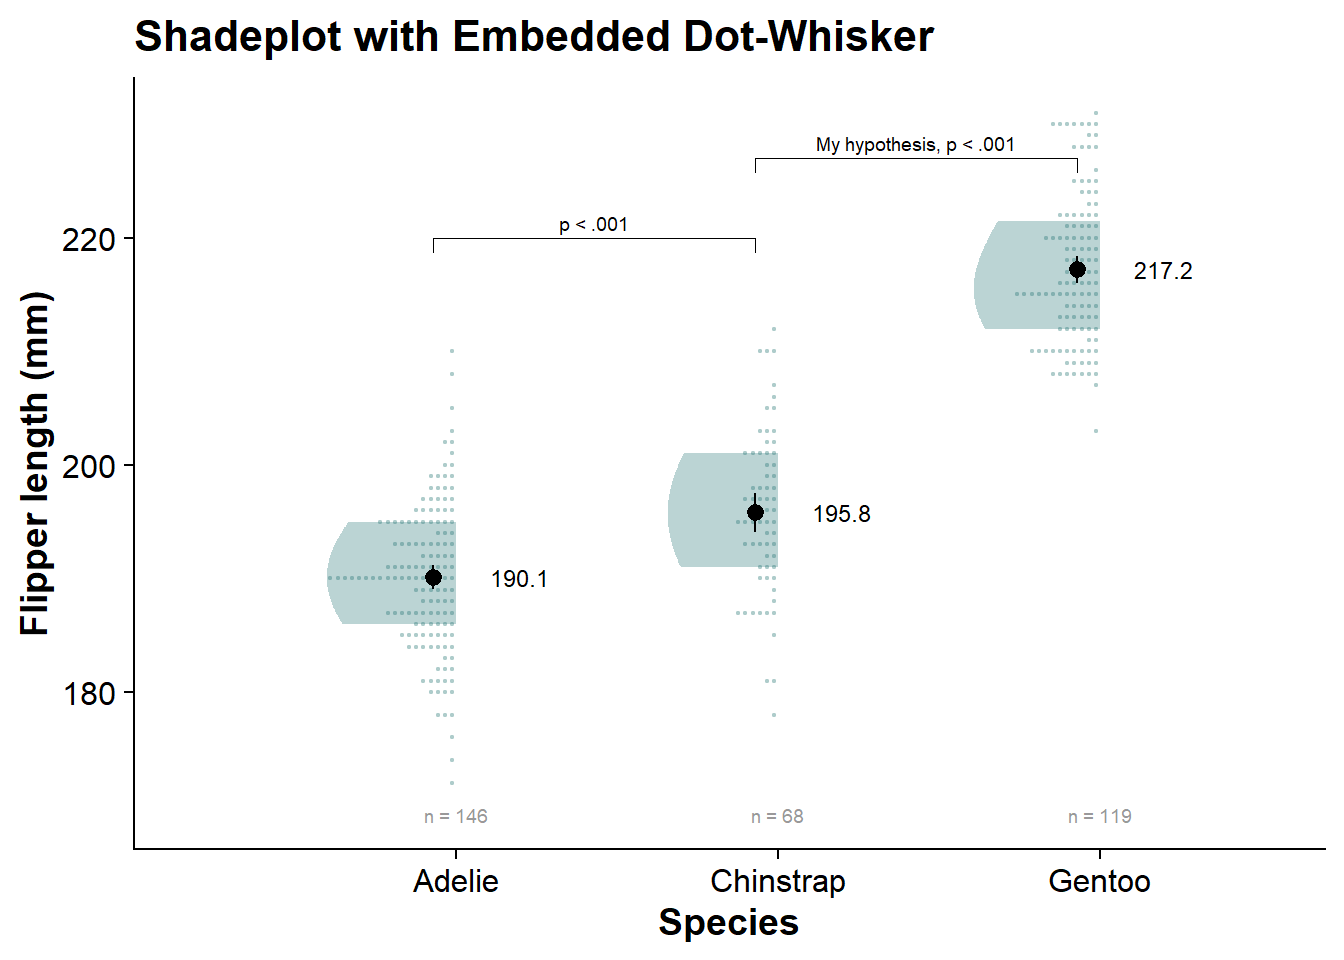 Shadeplot with Embedded Dot-Whisker
Flipper length (mm)
220
200
180
My hypothesis, p < .001
p < .001
217.2
195.8
190.1
n = 146
n = 68
n = 119
Adelie
Chinstrap
Gentoo
Species